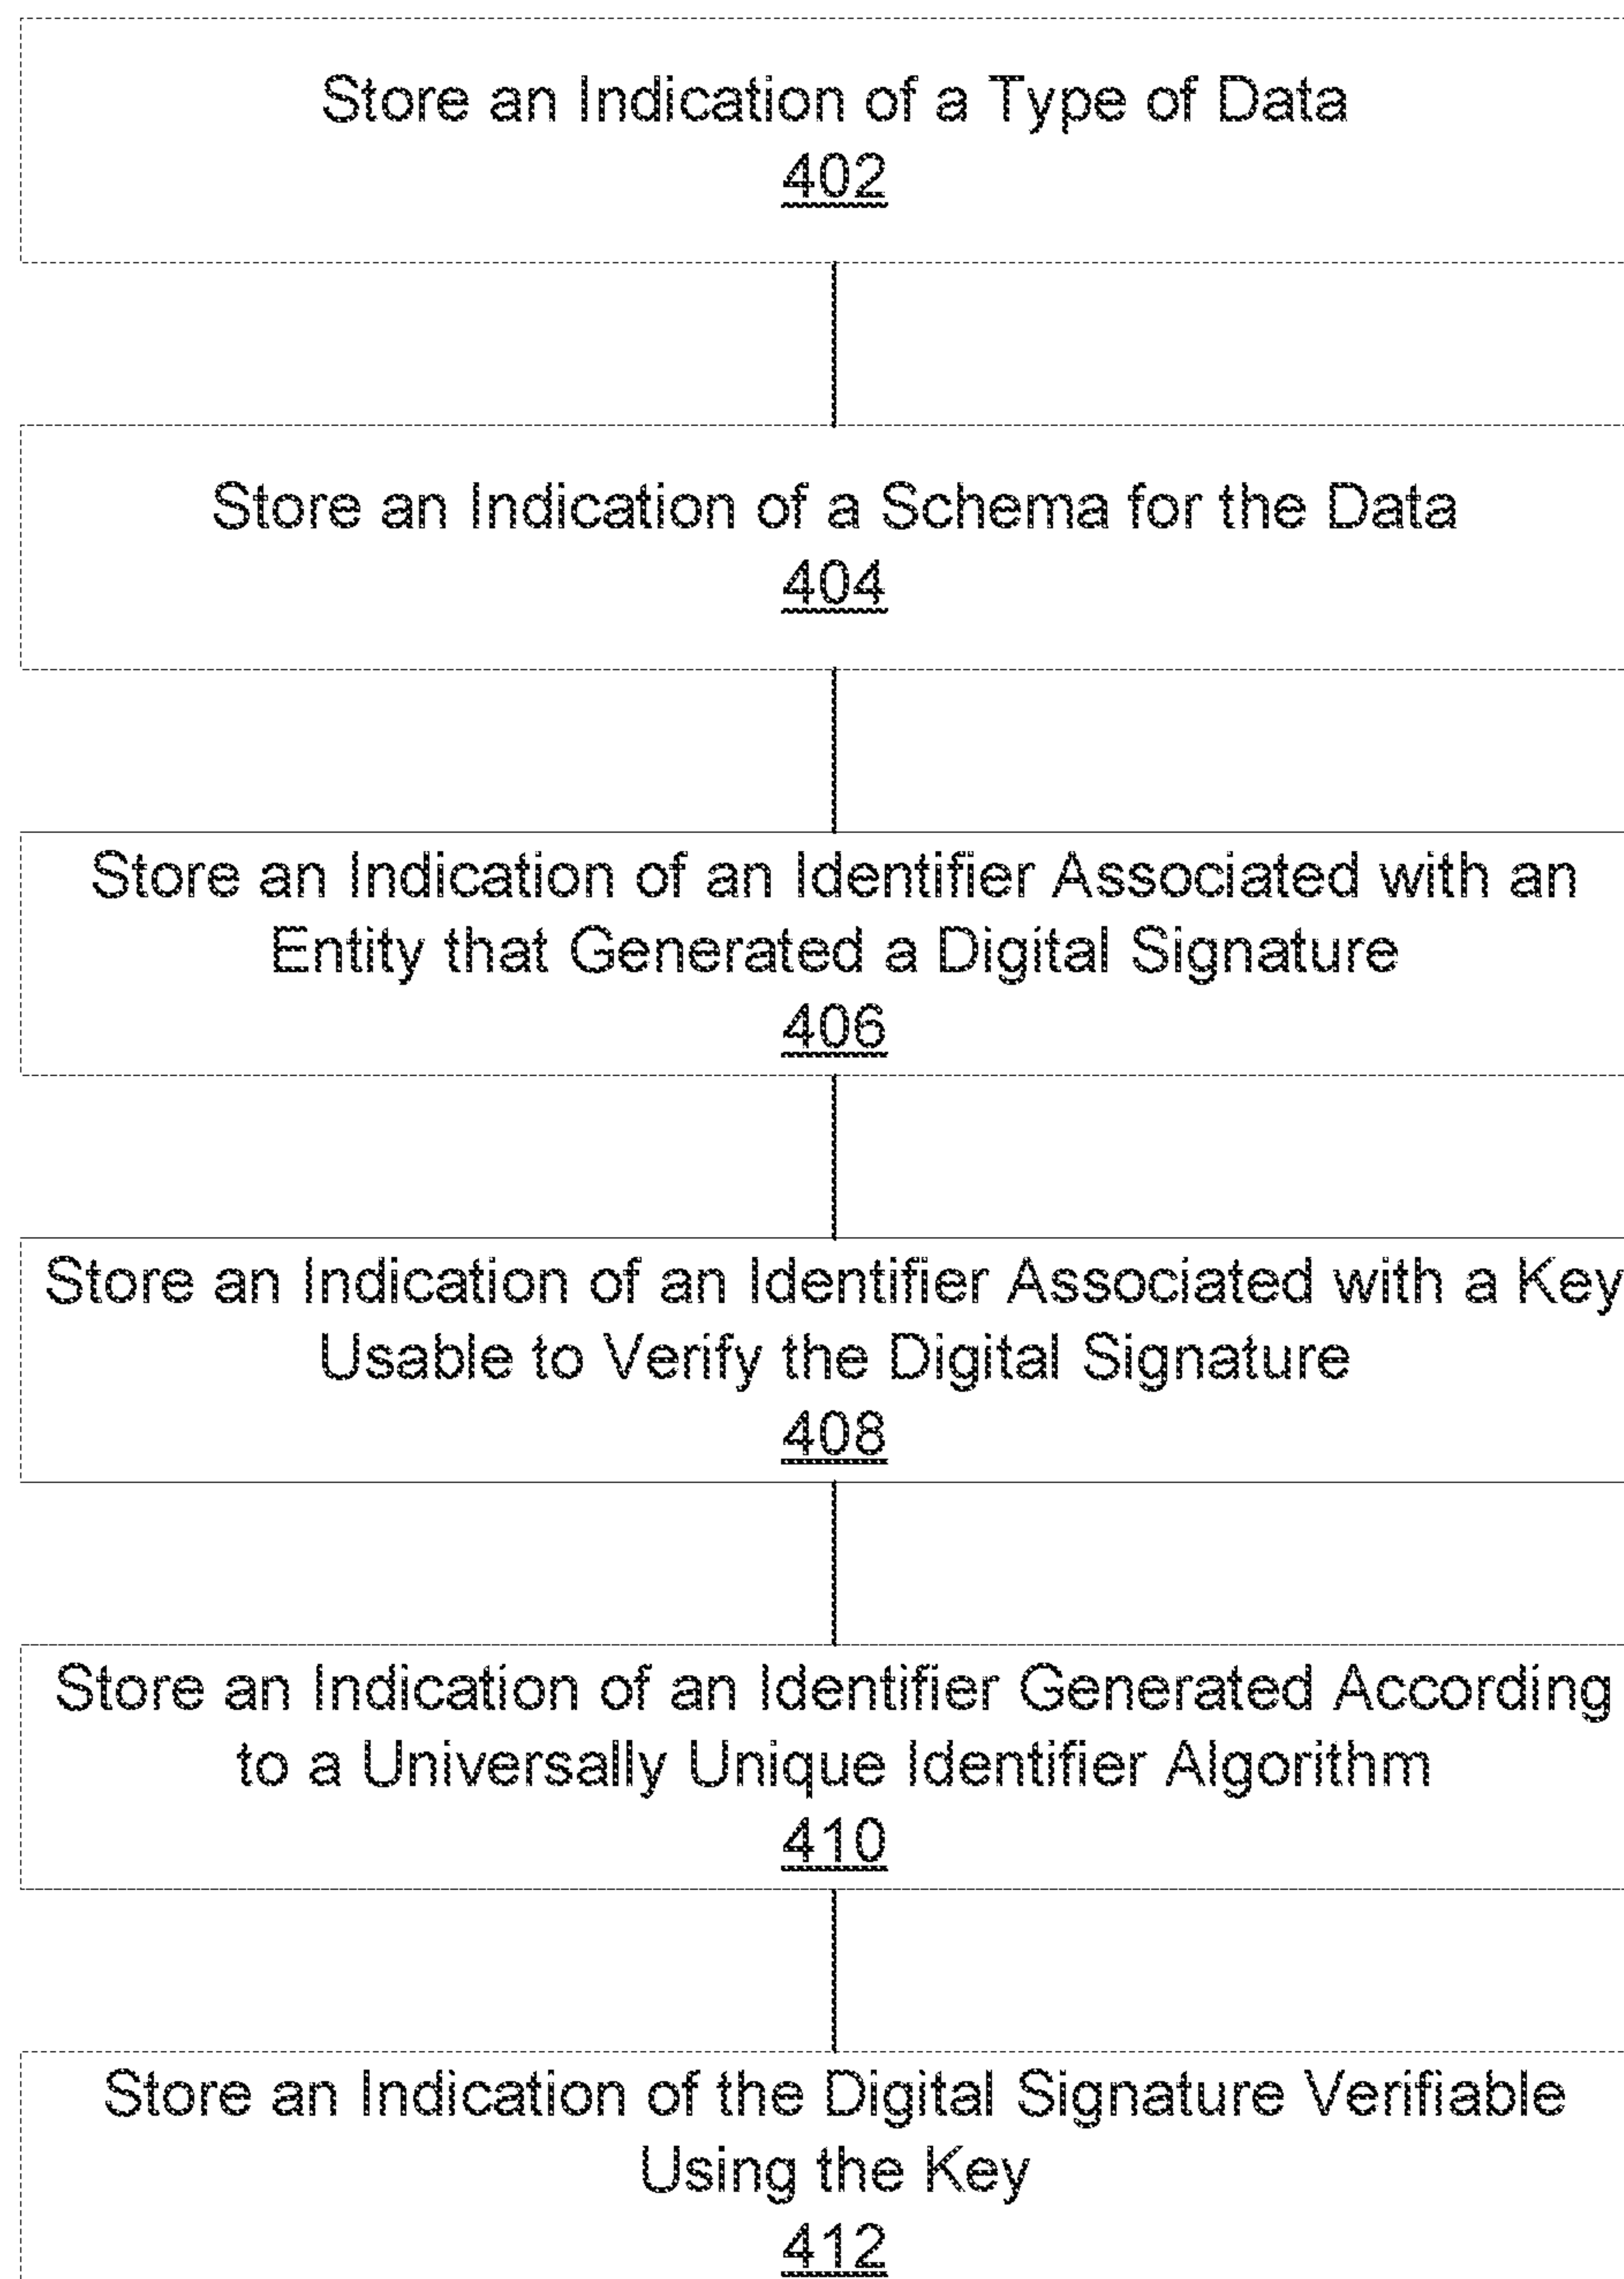 Store an Indication of a Type of Data
402
Store an Indication of a Schema for the Data
404
Store an Indication of an Identifier Associated with an
Entity that Generated a Digital Signature
406
Store an Indication of an Identifier Associated with a Key
Usable to Verify the Digital Signature
408
Store an Indication of an Identifier Generated According
to a Universally Unique Identifier Algorithm
410
Store an Indication of the Digital Signature Verifiable
Using the Key
412